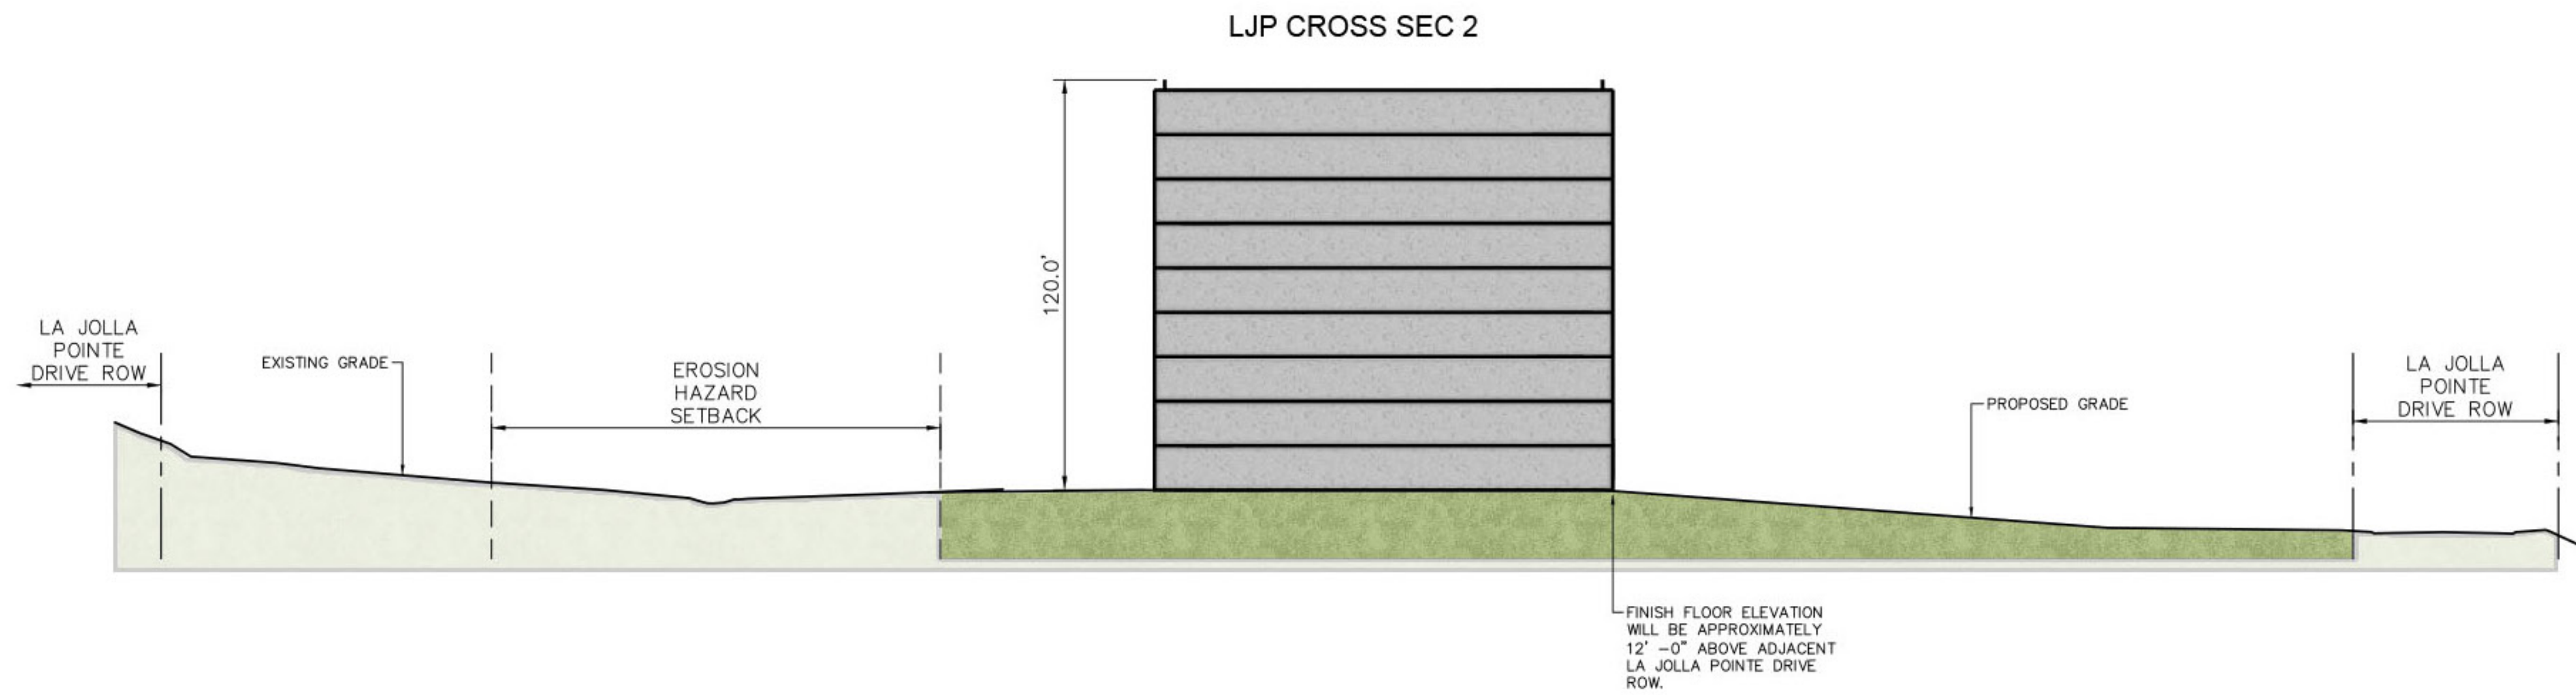 LJP CROSS SEC 2
120.0'
LA JOLLA
POINTE
DRIVE ROW
EXISTING GRADE
EROSION
HAZARD
SETBACK
PROPOSED GRADE
LA JOLLA
POINTE
DRIVE ROW
FINISH FLOOR ELEVATION
WILL BE APPROXIMATELY
12' -0" ABOVE ADJACENT
LA JOLLA POINTE DRIVE
ROW.